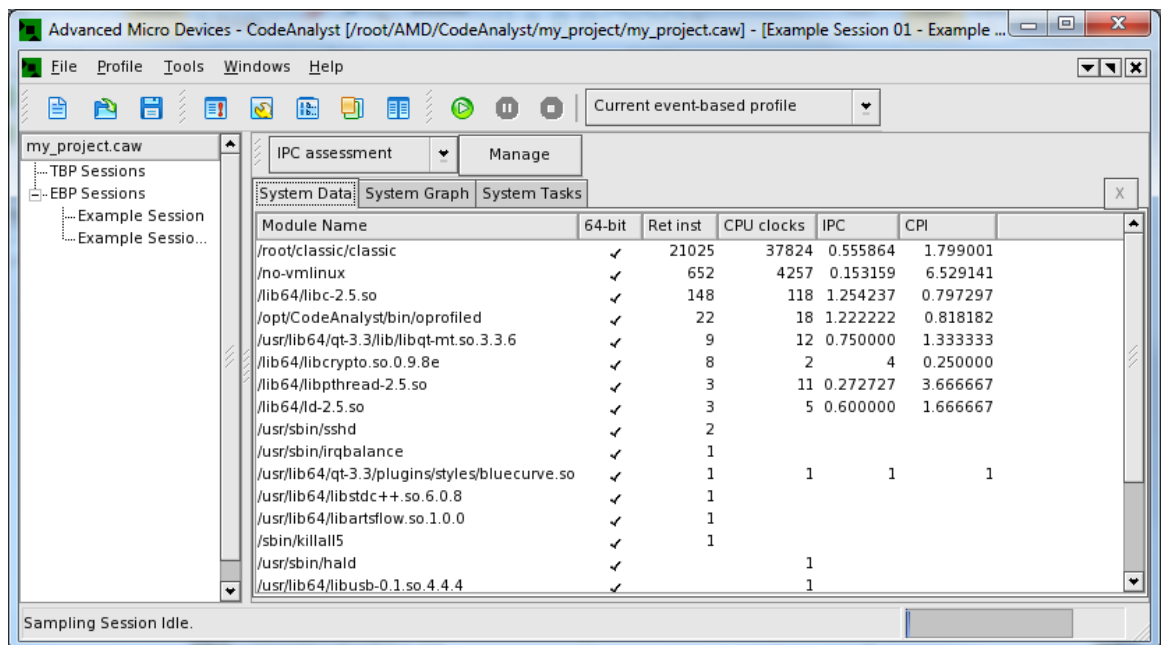 Advanced Micro Devices - CodeAnalyst [/root/AMD/CodeAnalyst/my_project/my_project.caw] - [Example Session 01 - Example ...
File Profile Tools Windows Help
Current event-based profile
my_project.caw
TBP Sessions
EBP Sessions
Example Session
Example Sessio...
IPC assessment Manage
System Data System Graph System Tasks X
Module Name 64-bit Ret inst CPU clocks IPC CPI
/root/classic/classic ✓ 21025 37824 0.555864 1.799001
/no-vmlinux ✓ 652 4257 0.153159 6.529141
/lib64/libc-2.5.so ✓ 148 118 1.254237 0.797297
/opt/CodeAnalyst/bin/oprofiled ✓ 22 18 1.222222 0.818182
/usr/lib64/qt-3.3/lib/libqt-mt.so.3.3.6 ✓ 9 12 0.750000 1.333333
/lib64/libcrypto.so.0.9.8e ✓ 8 2 4 0.250000
/lib64/libpthread-2.5.so ✓ 3 11 0.272727 3.666667
/lib64/ld-2.5.so ✓ 3 5 0.600000 1.666667
/usr/sbin/sshd ✓ 2
/usr/sbin/irqbalance ✓ 1
/usr/lib64/qt-3.3/plugins/styles/bluecurve.so ✓ 1 1 1 1
/usr/lib64/libstdc++.so.6.0.8 ✓ 1
/usr/lib64/libartsflow.so.1.0.0 ✓ 1
/sbin/killall5 ✓ 1
/usr/sbin/hald ✓ 1
/usr/lib64/libusb-0.1.so.4.4.4 ✓ 1
Sampling Session Idle.